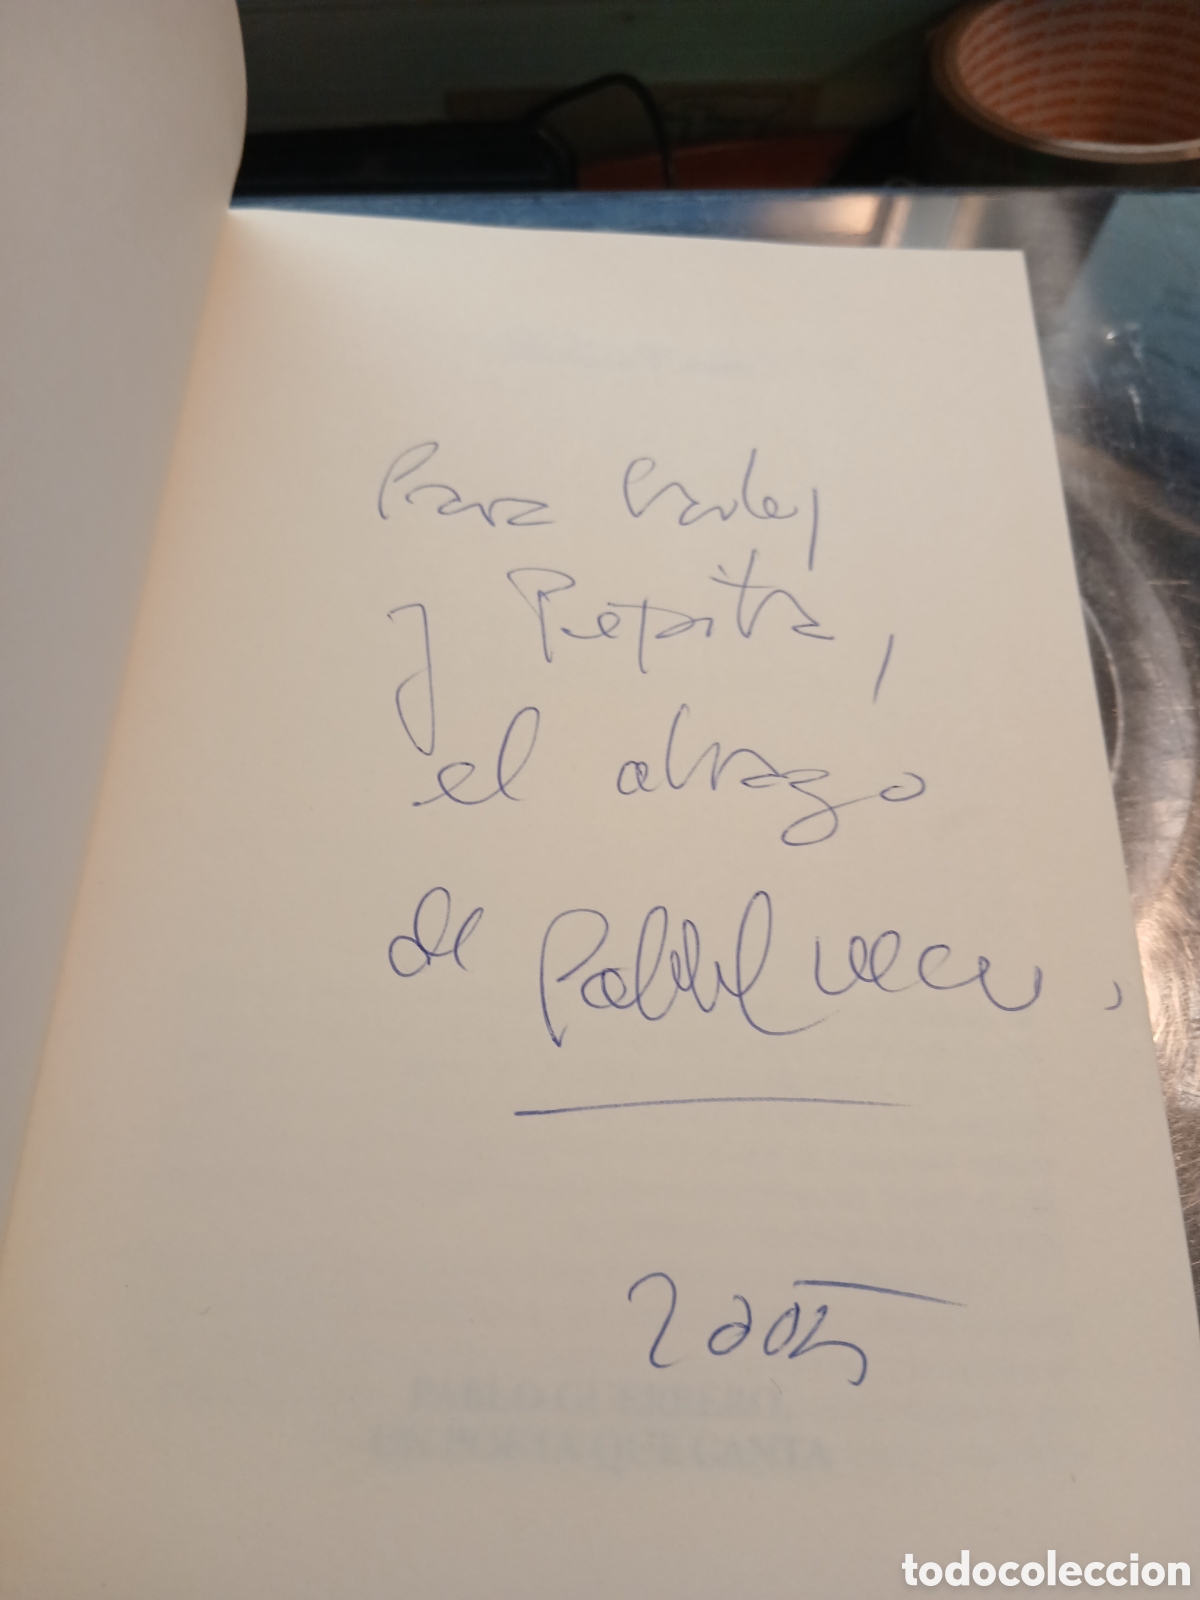 Para Carlos,
y Pepita,
el abrazo
de Pablo Guerrero,
2005
PABLO GUERRERO,
UN POETA QUE CANTA
todocoleccion